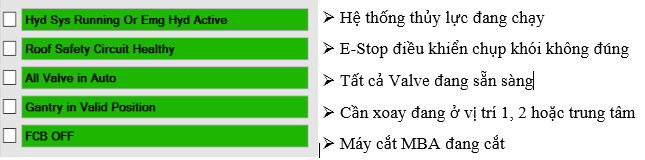 Hyd Sys Running Or Emg Hyd Active
➢ Hệ thống thủy lực đang chạy
Roof Safety Circuit Healthy
➢ E-Stop điều khiển chụp khói không đúng
All Valve in Auto
➢ Tất cả Valve đang sẵn sàng
Gantry in Valid Position
➢ Cần xoay đang ở vị trí 1, 2 hoặc trung tâm
FCB OFF
➢ Máy cắt MBA đang cắt